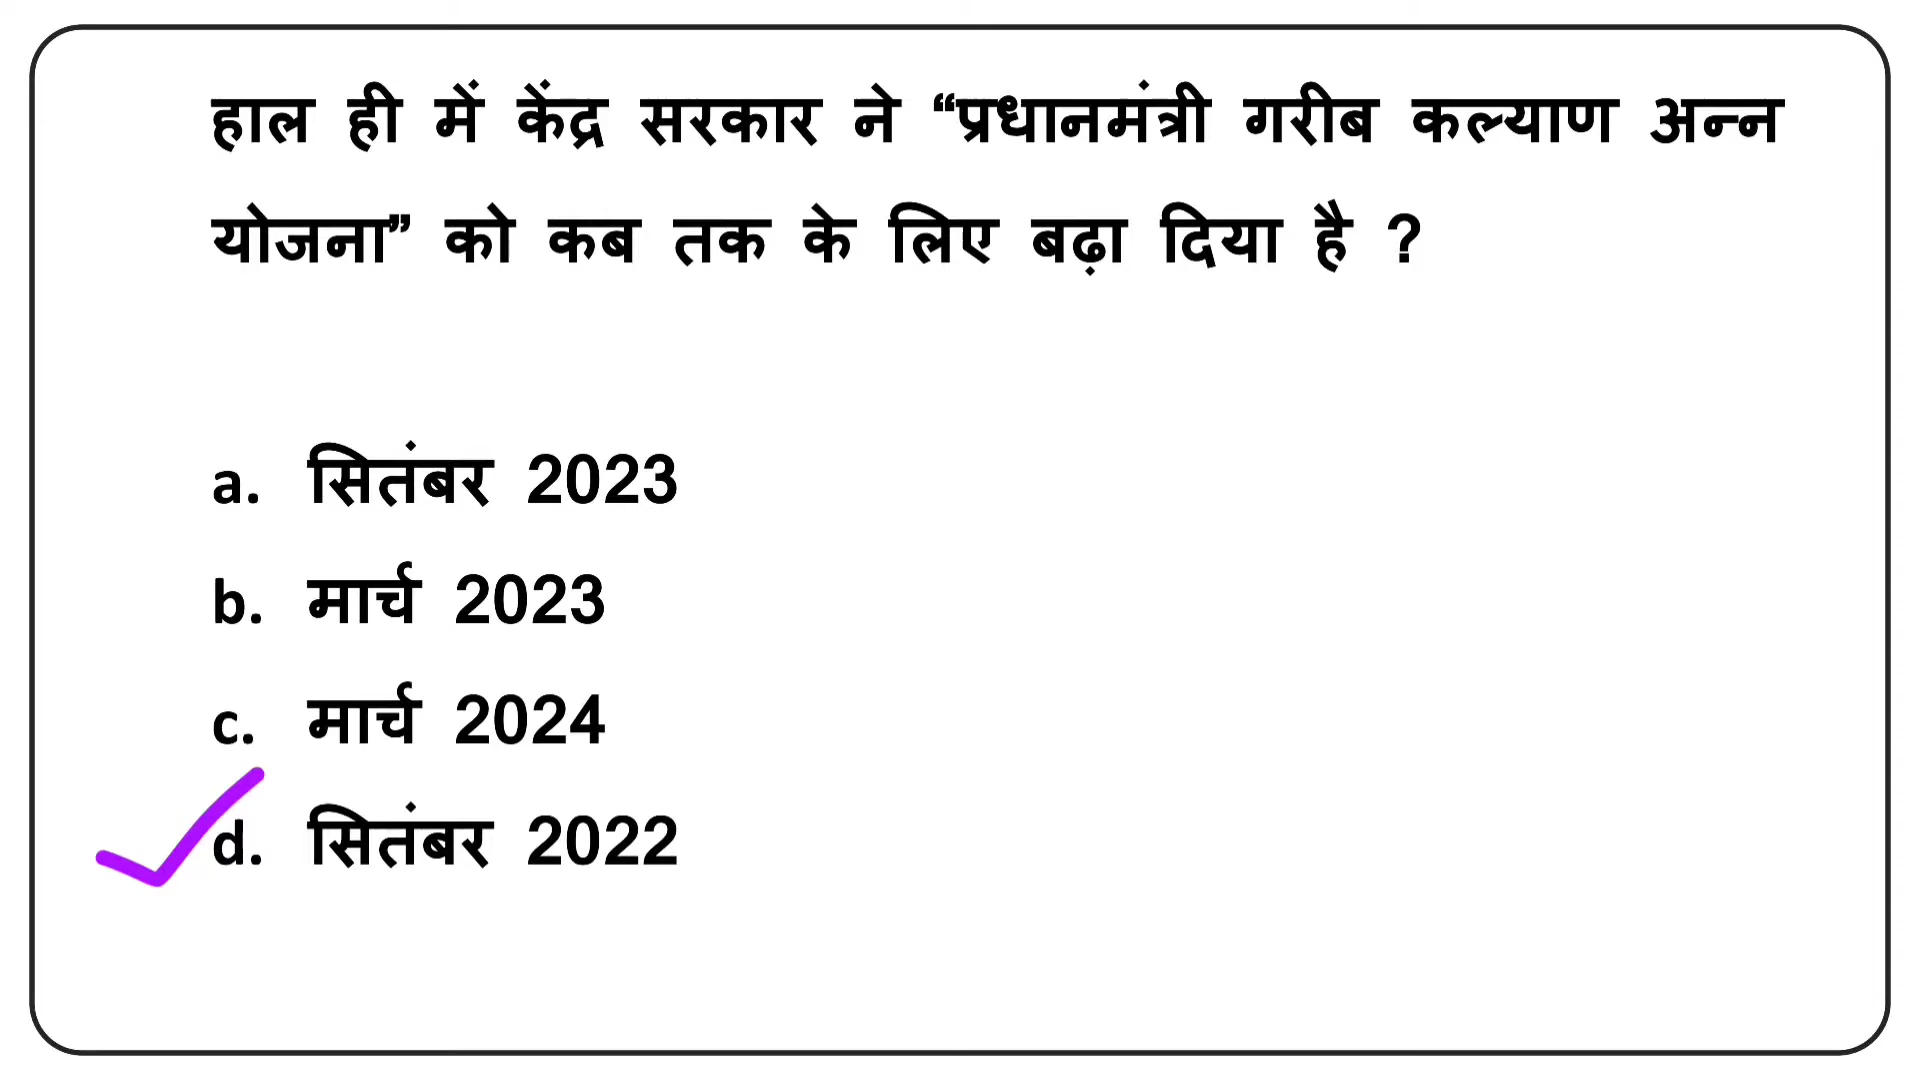 हाल ही में केंद्र सरकार ने “प्रधानमंत्री गरीब कल्याण अन्न
योजना” को कब तक के लिए बढ़ा दिया है ?
a. सितंबर 2023
b. मार्च 2023
c. मार्च 2024
d. सितंबर 2022